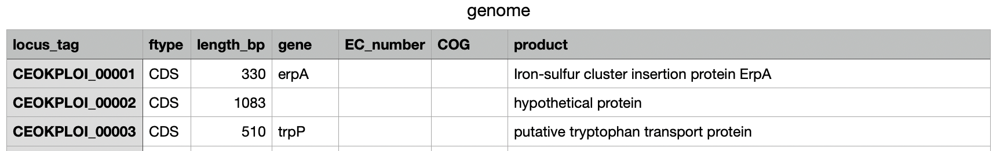 genome
locus_tag ftype length_bp gene EC_number COG product
CEOKPLOI_00001 CDS 330 erpA Iron-sulfur cluster insertion protein ErpA
CEOKPLOI_00002 CDS 1083 hypothetical protein
CEOKPLOI_00003 CDS 510 trpP putative tryptophan transport protein